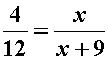 4/12 = x/(x + 9)